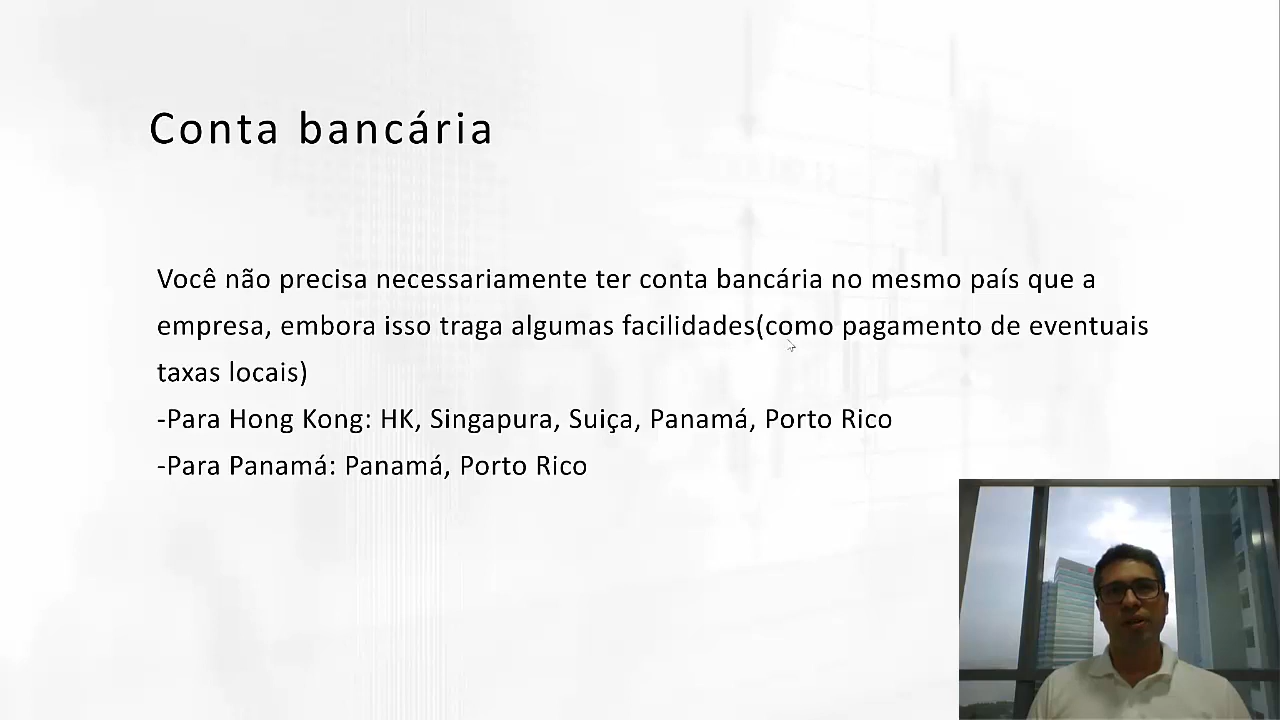 Conta bancária
Você não precisa necessariamente ter conta bancária no mesmo país que a
empresa, embora isso traga algumas facilidades(como pagamento de eventuais
taxas locais)
-Para Hong Kong: HK, Singapura, Suiça, Panamá, Porto Rico
-Para Panamá: Panamá, Porto Rico